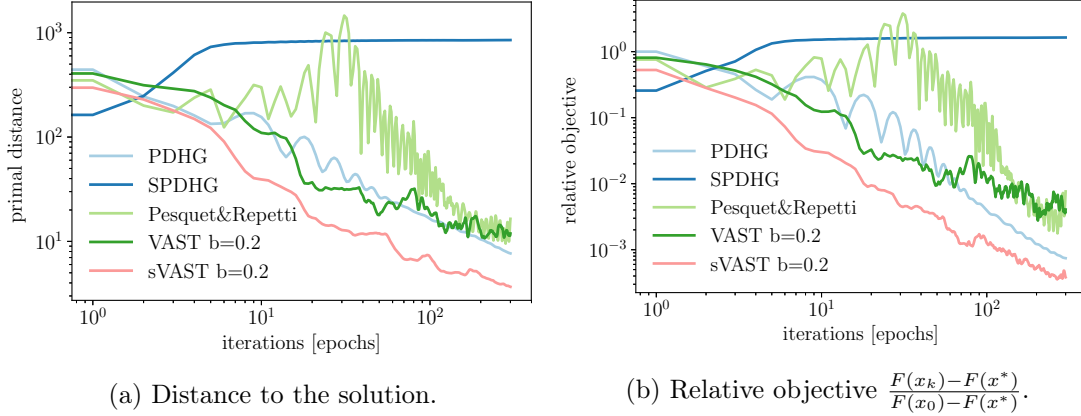 primal distance
10^3
10^2
10^1
PDHG
SPDHG
Pesquet&Repetti
VAST b=0.2
sVAST b=0.2
10^0 10^1 10^2
iterations [epochs]
(a) Distance to the solution.
relative objective
10^0
10^{-1}
10^{-2}
10^{-3}
PDHG
SPDHG
Pesquet&Repetti
VAST b=0.2
sVAST b=0.2
10^0 10^1 10^2
iterations [epochs]
(b) Relative objective \frac{F(x_k)-F(x^*)}{F(x_0)-F(x^*)}.